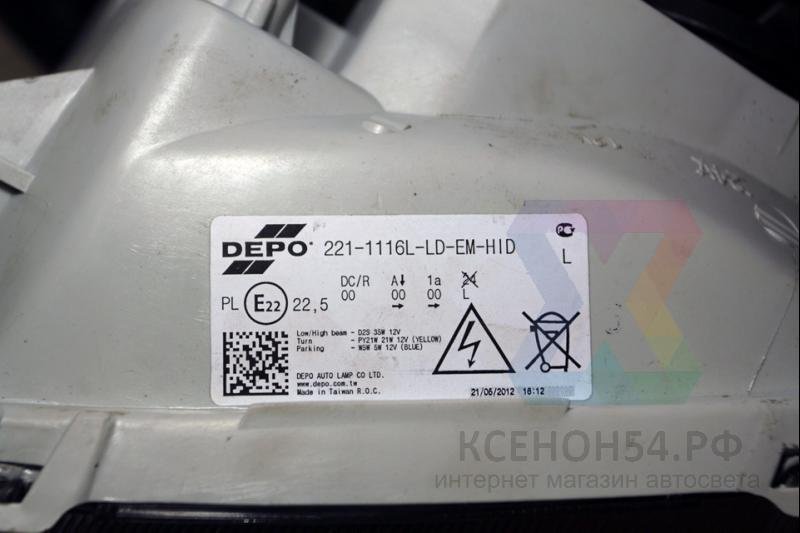 DEPO 221-1116L-LD-EM-HID
L
DC/R A↓ 1a 24
00 00 00 L
PL E22 22,5
Low/High beam - D2S 35W 12V
Turn - PY21W 21W 12V (YELLOW)
Parking - W5W 5W 12V (BLUE)
DEPO AUTO LAMP CO LTD.
www.depo.com.tw
Made in Taiwan R.O.C.
21/05/2012 16:12
КСЕНОН54.РФ
интернет магазин автосвета